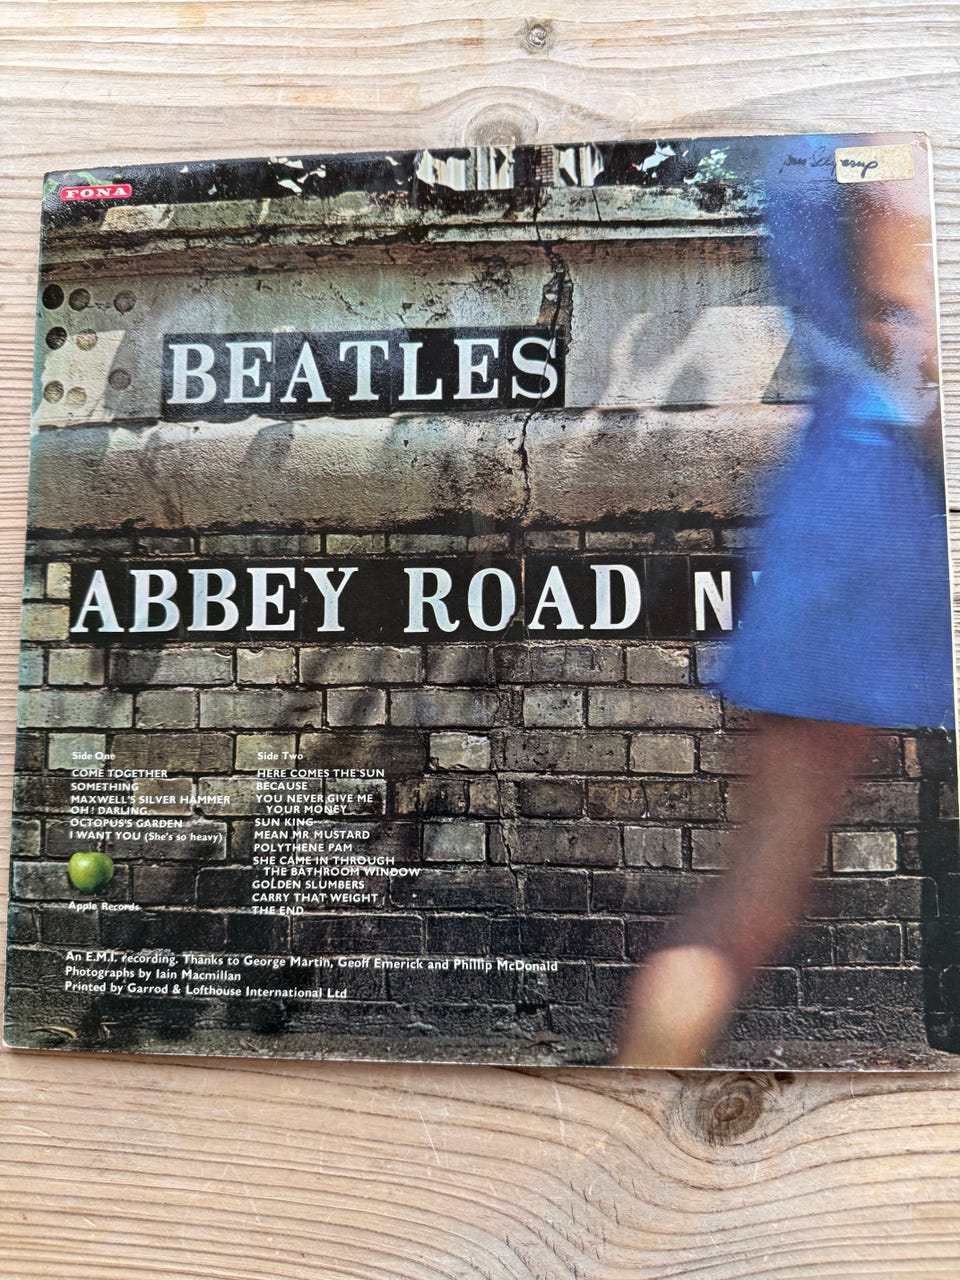 FONA
BEATLES
ABBEY ROAD N
Side One
COME TOGETHER
SOMETHING
MAXWELL'S SILVER HAMMER
OH! DARLING
OCTOPUS'S GARDEN
I WANT YOU (She's so heavy)
Apple Records
Side Two
HERE COMES THE SUN
BECAUSE
YOU NEVER GIVE ME
YOUR MONEY
SUN KING
MEAN MR MUSTARD
POLYTHENE PAM
SHE CAME IN THROUGH
THE BATHROOM WINDOW
GOLDEN SLUMBERS
CARRY THAT WEIGHT
THE END
An E.M.I. recording. Thanks to George Martin, Geoff Emerick and Phillip McDonald
Photographs by Iain Macmillan
Printed by Garrod & Lofthouse International Ltd